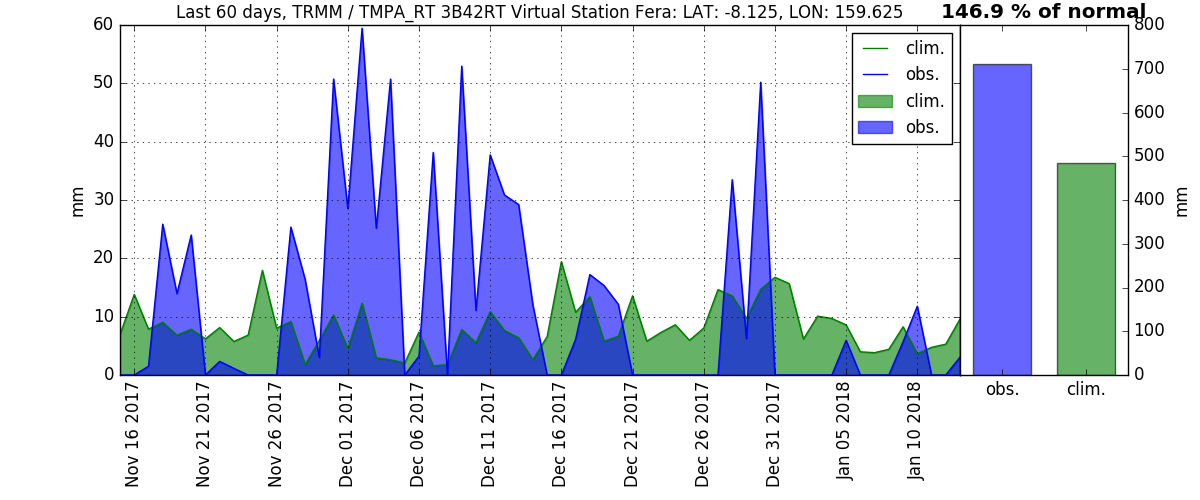 Last 60 days, TRMM / TMPA_RT 3B42RT Virtual Station Fera: LAT: -8.125, LON: 159.625
146.9 % of normal
60
50
40
30
20
10
0
mm
clim.
obs.
clim.
obs.
800
700
600
500
400
300
200
100
0
mm
obs.
clim.
Nov 16 2017
Nov 21 2017
Nov 26 2017
Dec 01 2017
Dec 06 2017
Dec 11 2017
Dec 16 2017
Dec 21 2017
Dec 26 2017
Dec 31 2017
Jan 05 2018
Jan 10 2018